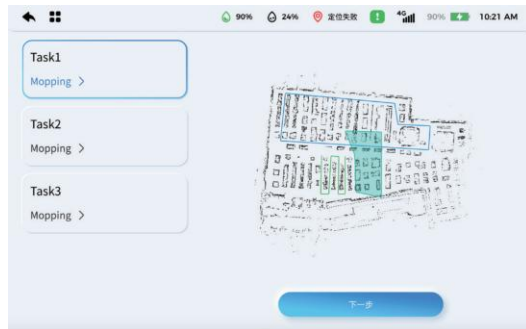 90% 24% 定位失败 4G 90% 10:21 AM
Task1
Mopping >
Task2
Mopping >
Task3
Mopping >
下一步